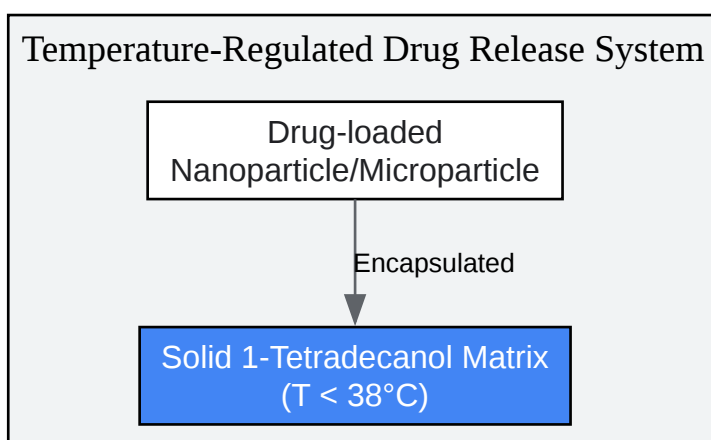 Temperature-Regulated Drug Release System
Drug-loaded
Nanoparticle/Microparticle
Encapsulated
Solid 1-Tetradecanol Matrix
(T < 38°C)